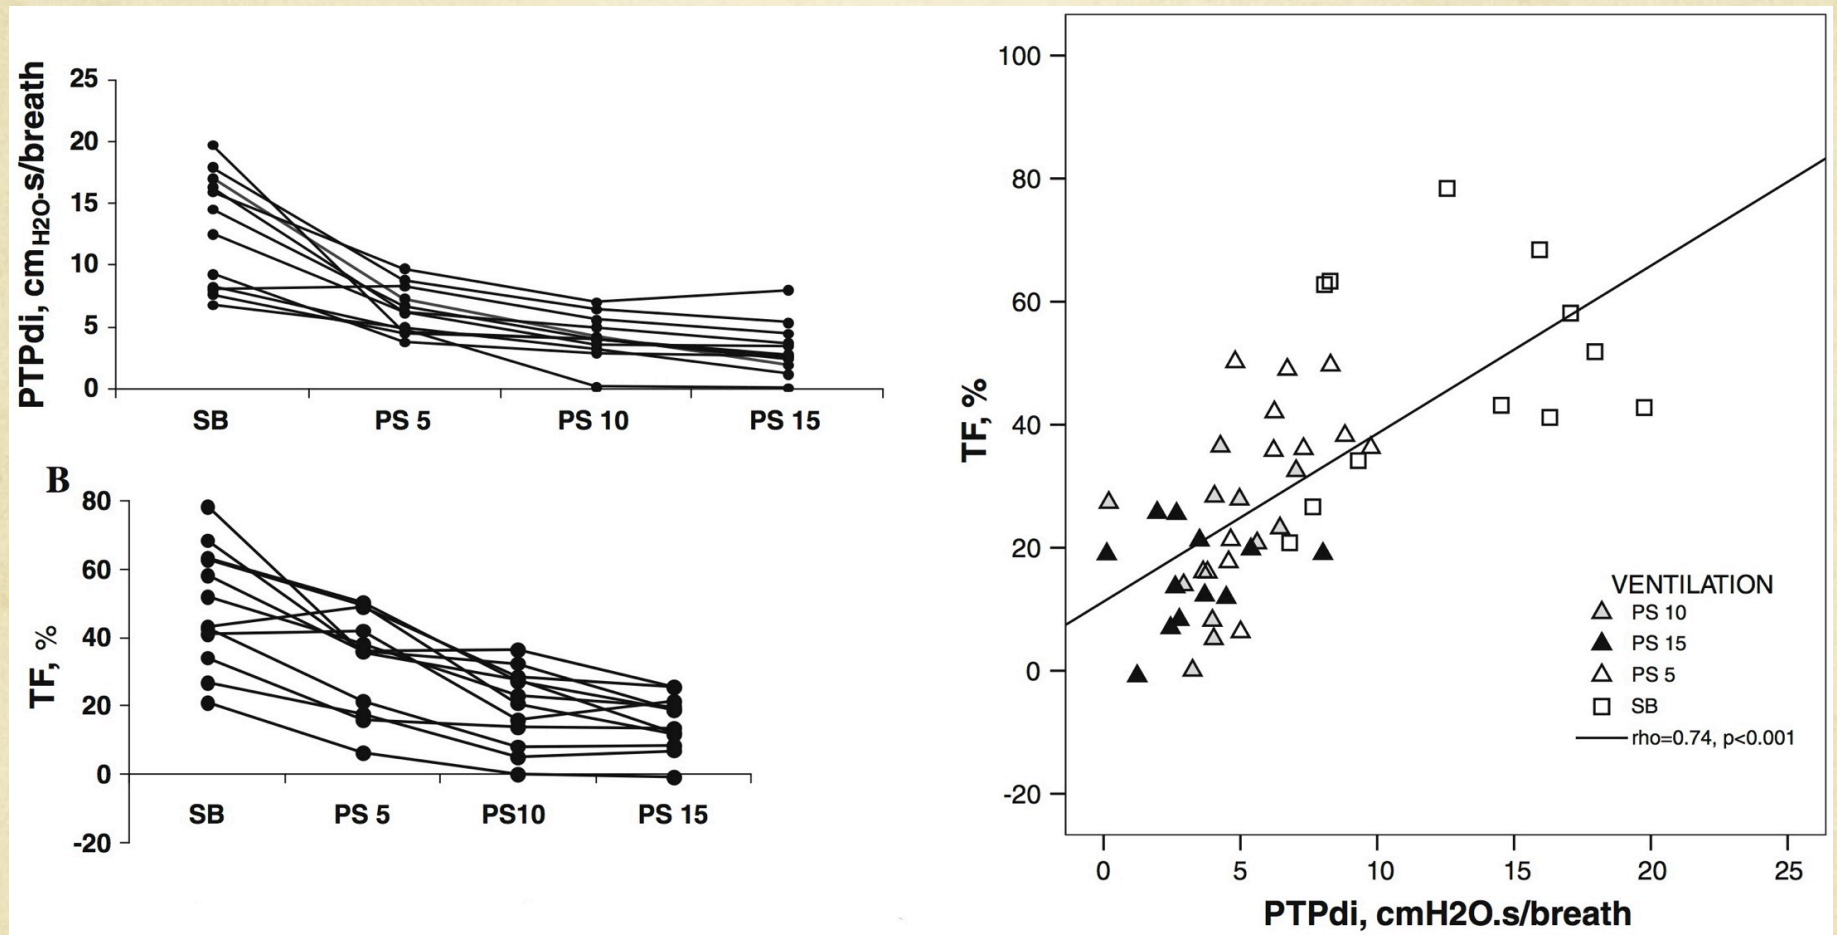 PTPdi, cmH2O.s/breath
25
20
15
10
5
0
SB PS 5 PS 10 PS 15
B
TF, %
80
60
40
20
0
-20
SB PS 5 PS10 PS 15
TF, %
100
80
60
40
20
0
-20
VENTILATION
PS 10
PS 15
PS 5
SB
rho=0.74, p<0.001
0 5 10 15 20 25
PTPdi, cmH2O.s/breath